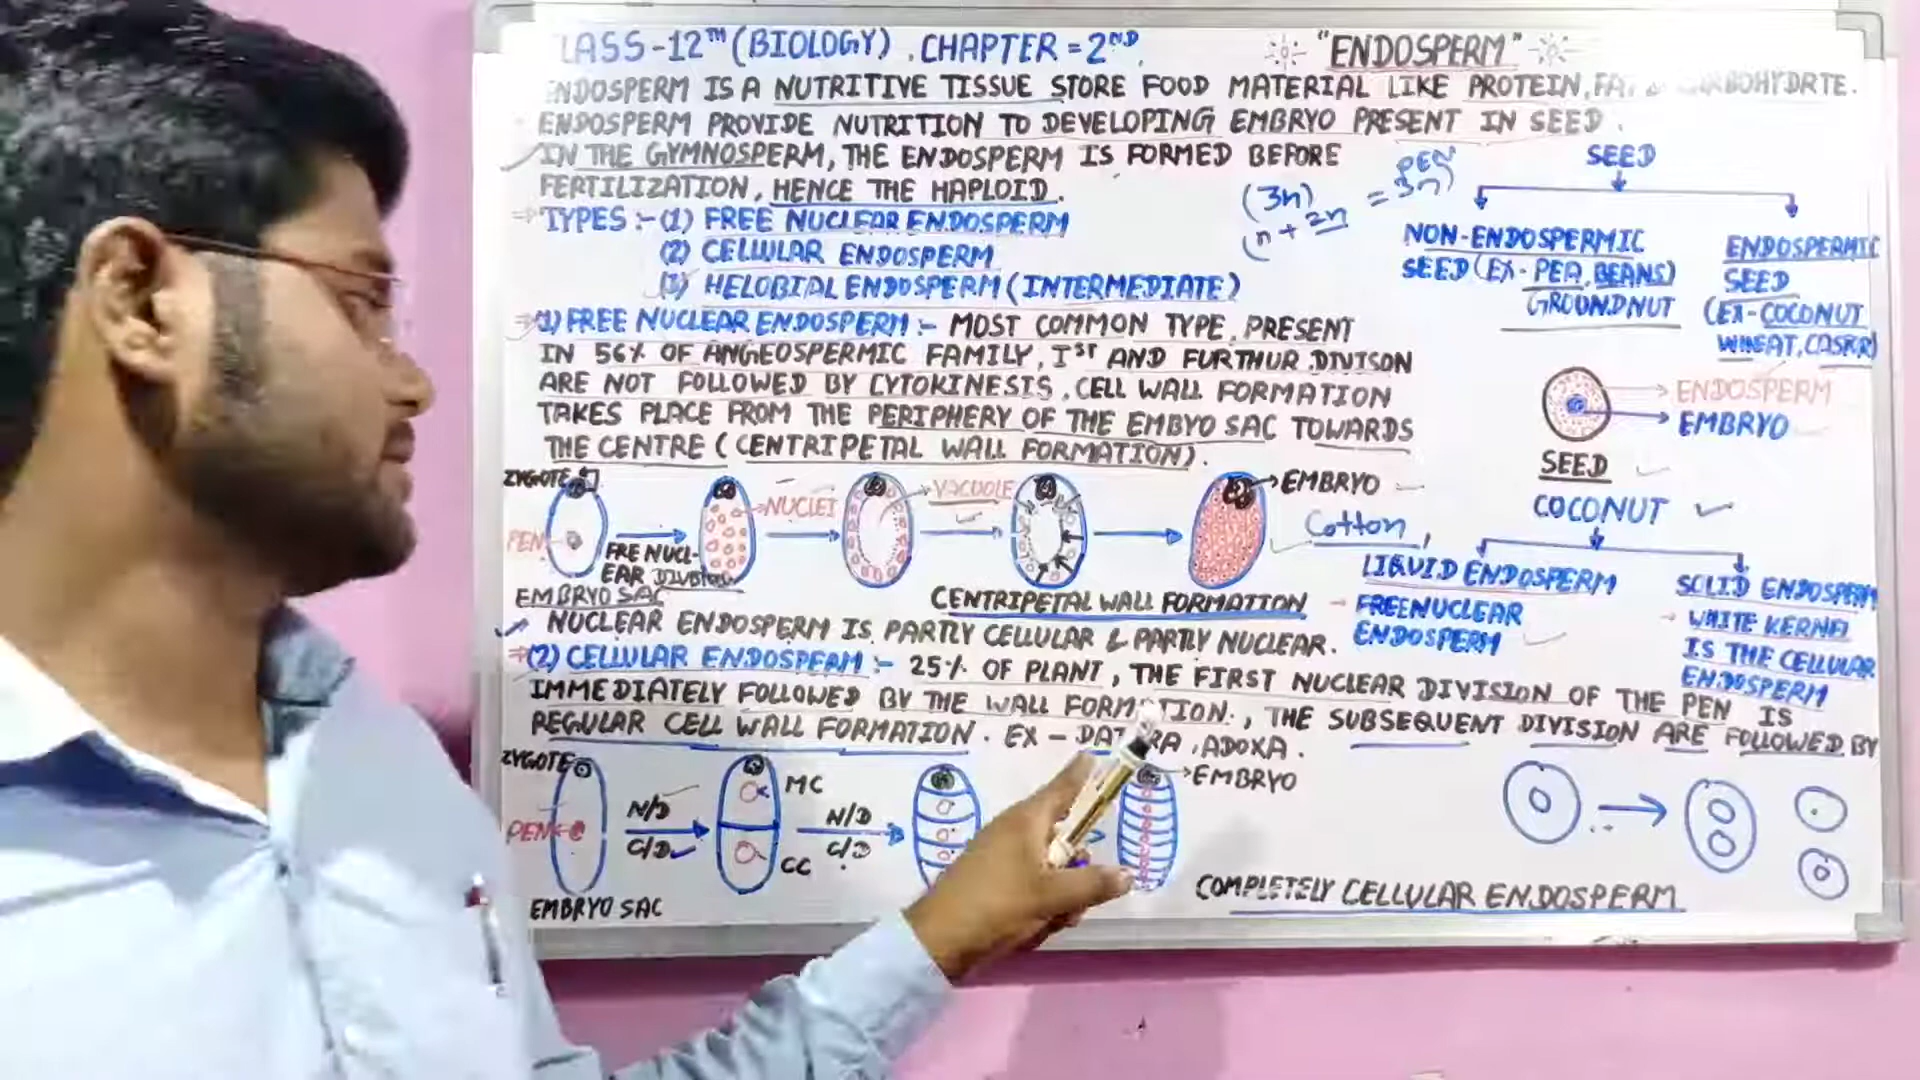 LASS-12TH (BIOLOGY), CHAPTER = 2ND.
"ENDOSPERM"
ENDOSPERM IS A NUTRITIVE TISSUE STORE FOOD MATERIAL LIKE PROTEIN,
ENDOSPERM PROVIDE NUTRITION TO DEVELOPING EMBRYO PRESENT IN SEED.
IN THE GYMNOSPERM, THE ENDOSPERM IS FORMED BEFORE
FERTILIZATION, HENCE THE HAPLOID.
(3n)
(n + 2n
= PEN
3n)
TYPES :- (1) FREE NUCLEAR ENDOSPERM
(2) CELLULAR ENDOSPERM
(3) HELOBIAL ENDOSPERM (INTERMEDIATE)
(1) FREE NUCLEAR ENDOSPERM :- MOST COMMON TYPE, PRESENT
IN 56% OF ANGEOSPERMIC FAMILY, IST AND FURTHUR DIVISON
ARE NOT FOLLOWED BY CYTOKINESIS, CELL WALL FORMATION
TAKES PLACE FROM THE PERIPHERY OF THE EMBYO SAC TOWARDS
THE CENTRE (CENTRIPETAL WALL FORMATION).
ZYGOTE
PEN
FRE NUCL-
EAR DIVISION
EMBRYO SAC
NUCLEI
VACUOLE
EMBRYO
Cotton,
CENTRIPETAL WALL FORMATION
NUCLEAR ENDOSPERM IS PARTLY CELLULAR & PARTLY NUCLEAR.
(2) CELLULAR ENDOSPERM :- 25% OF PLANT, THE FIRST NUCLEAR DIVISION OF THE PEN IS
IMMEDIATELY FOLLOWED BY THE WALL FORMATION., THE SUBSEQUENT DIVISION ARE FOLLOWED BY
REGULAR CELL WALL FORMATION. EX - , ADOXA.
ZYGOTE
PEN
EMBRYO SAC
N/D
C/D
MC
CC
N/D
C/D
EMBRYO
COMPLETELY CELLULAR ENDOSPERM
SEED
NON-ENDOSPERMIC
SEED (EX- PEA, BEANS)
GROUNDNUT
ENDOSPERMIC
SEED
(EX-COCONUT
ENDOSPERM
EMBRYO
SEED
COCONUT
LIQVID ENDOSPERM
FREENUCLEAR
ENDOSPERM
SOLID ENDOSPERM
WHITE KERNEL
IS THE CELLULAR
ENDOSPERM